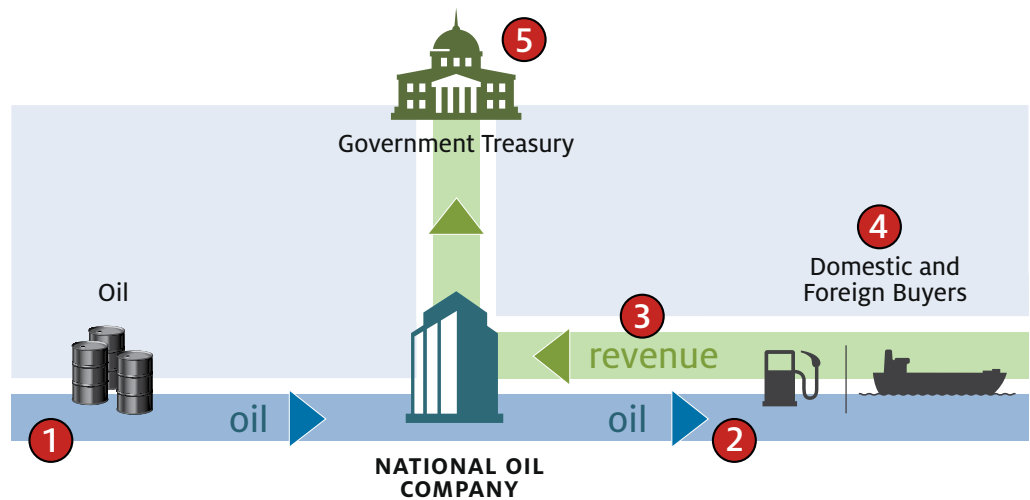 5
Government Treasury
4
Domestic and
Foreign Buyers
Oil
3
revenue
oil
oil
1
2
NATIONAL OIL
COMPANY